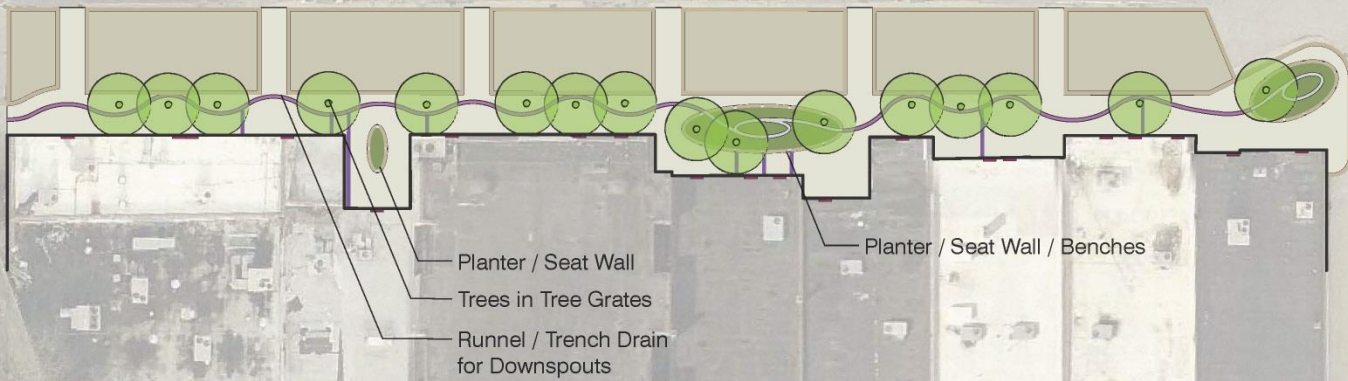 Planter / Seat Wall / Benches
Planter / Seat Wall
Trees in Tree Grates
Runnel / Trench Drain
for Downspouts